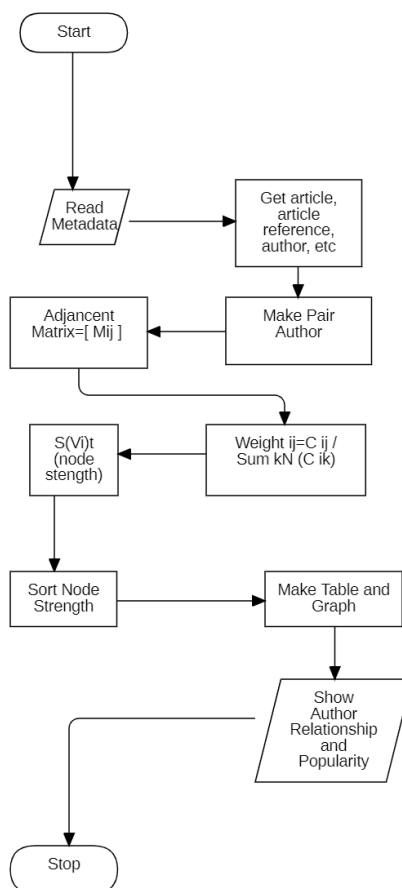 Start
Read
Metadata
Get article,
article
reference,
author, etc
Make Pair
Author
Adjancent
Matrix=[ Mij ]
Weight ij=C ij /
Sum kN (C ik)
S(Vi)t
(node
stength)
Sort Node
Strength
Make Table and
Graph
Show
Author
Relationship
and
Popularity
Stop